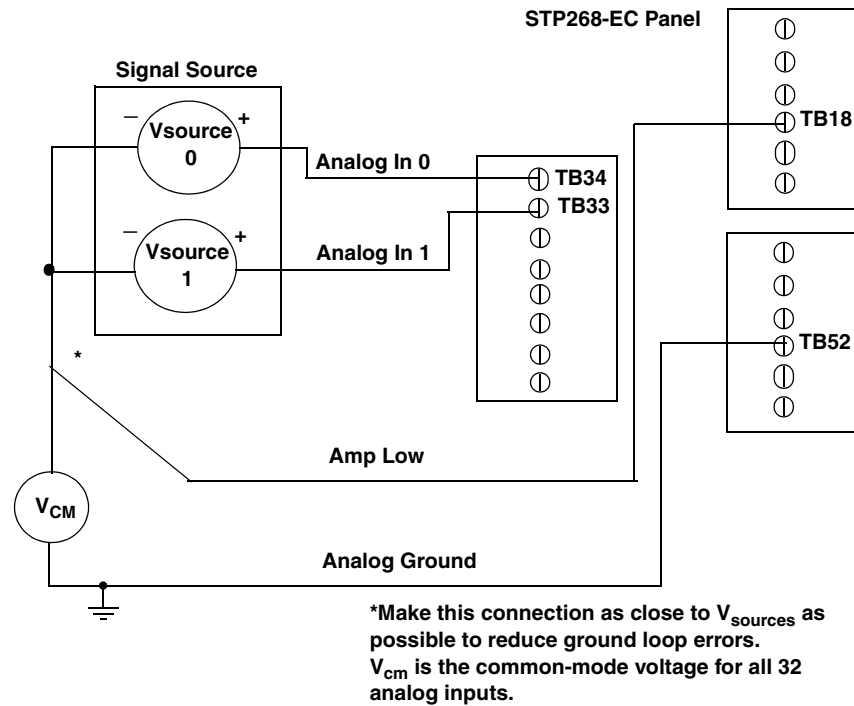 STP268-EC Panel
Signal Source
– Vsource 0 +
Analog In 0
TB34
TB33
TB18
– Vsource 1 +
Analog In 1
TB52
*
Amp Low
VCM
Analog Ground
*Make this connection as close to Vsources as
possible to reduce ground loop errors.
Vcm is the common-mode voltage for all 32
analog inputs.